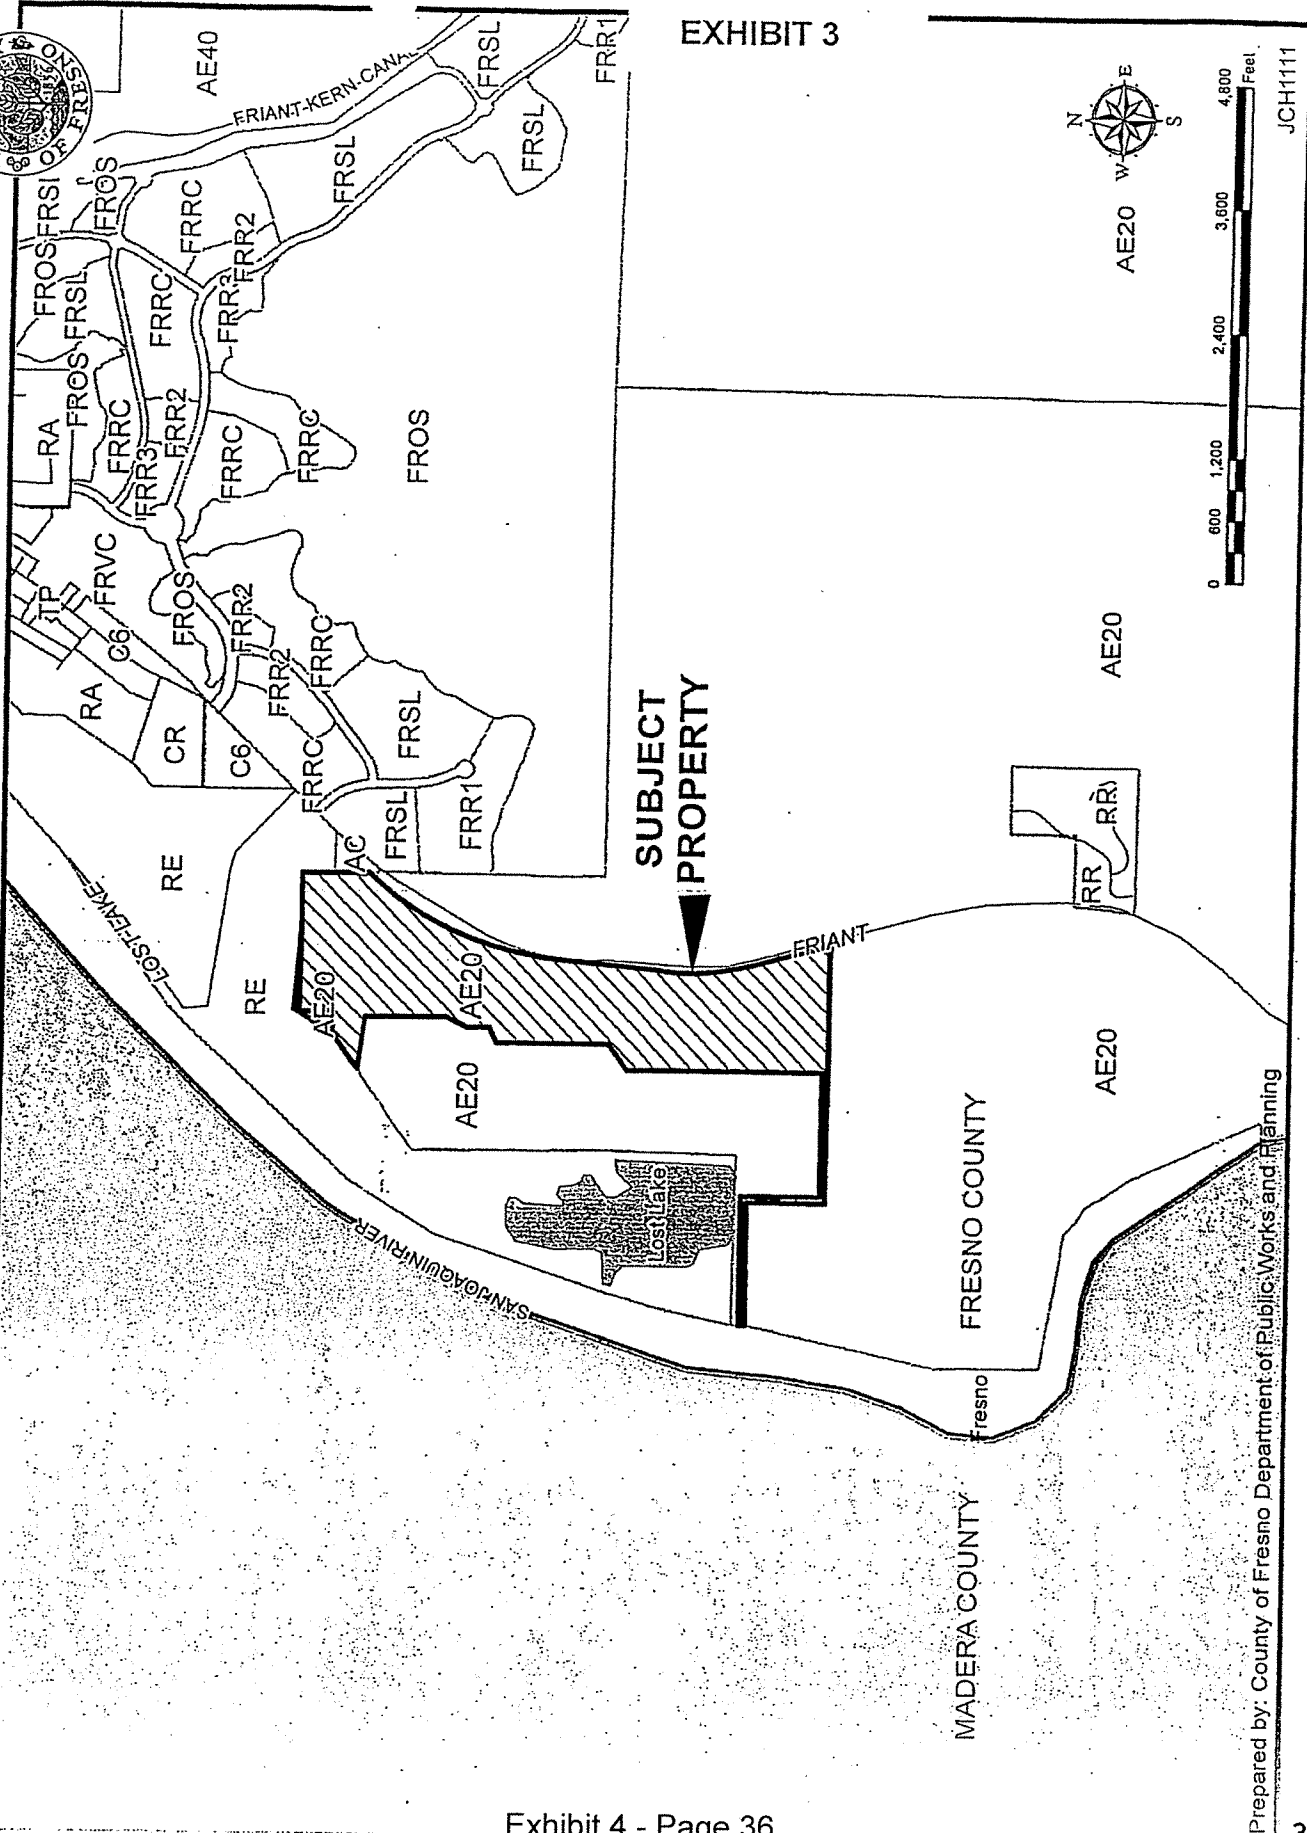 EXHIBIT 3
OF FRES
AE40
FRIANT-KERN-CANAL
FRSL
FRR1
FROS
FROS
FRRC
FRSL
FRSL
FROS
FRSL
FRRC
FRR2
FRR3
RA
FROS
FRRC
FRR2
FRR3
FRRC
FRRC
FROS
TP
FRVC
C6
FROS
FRR2
FRRC
FRR2
RA
CR
C6
FRRC
FRSL
FRSL
FRR1
AC
RE
LOST-LAKE
RE
AE20
AE20
AE20
SUBJECT
PROPERTY
FRIANT
Lost Lake
SAN-JOAQUIN-RIVER
RR
RR
AE20
AE20
AE20
FRESNO COUNTY
Fresno
MADERA COUNTY
N
E
S
W
0 600 1,200 2,400 3,600 4,800
Feet
JCH1111
Prepared by: County of Fresno Department of Public Works and Planning
Exhibit 4 - Page 36